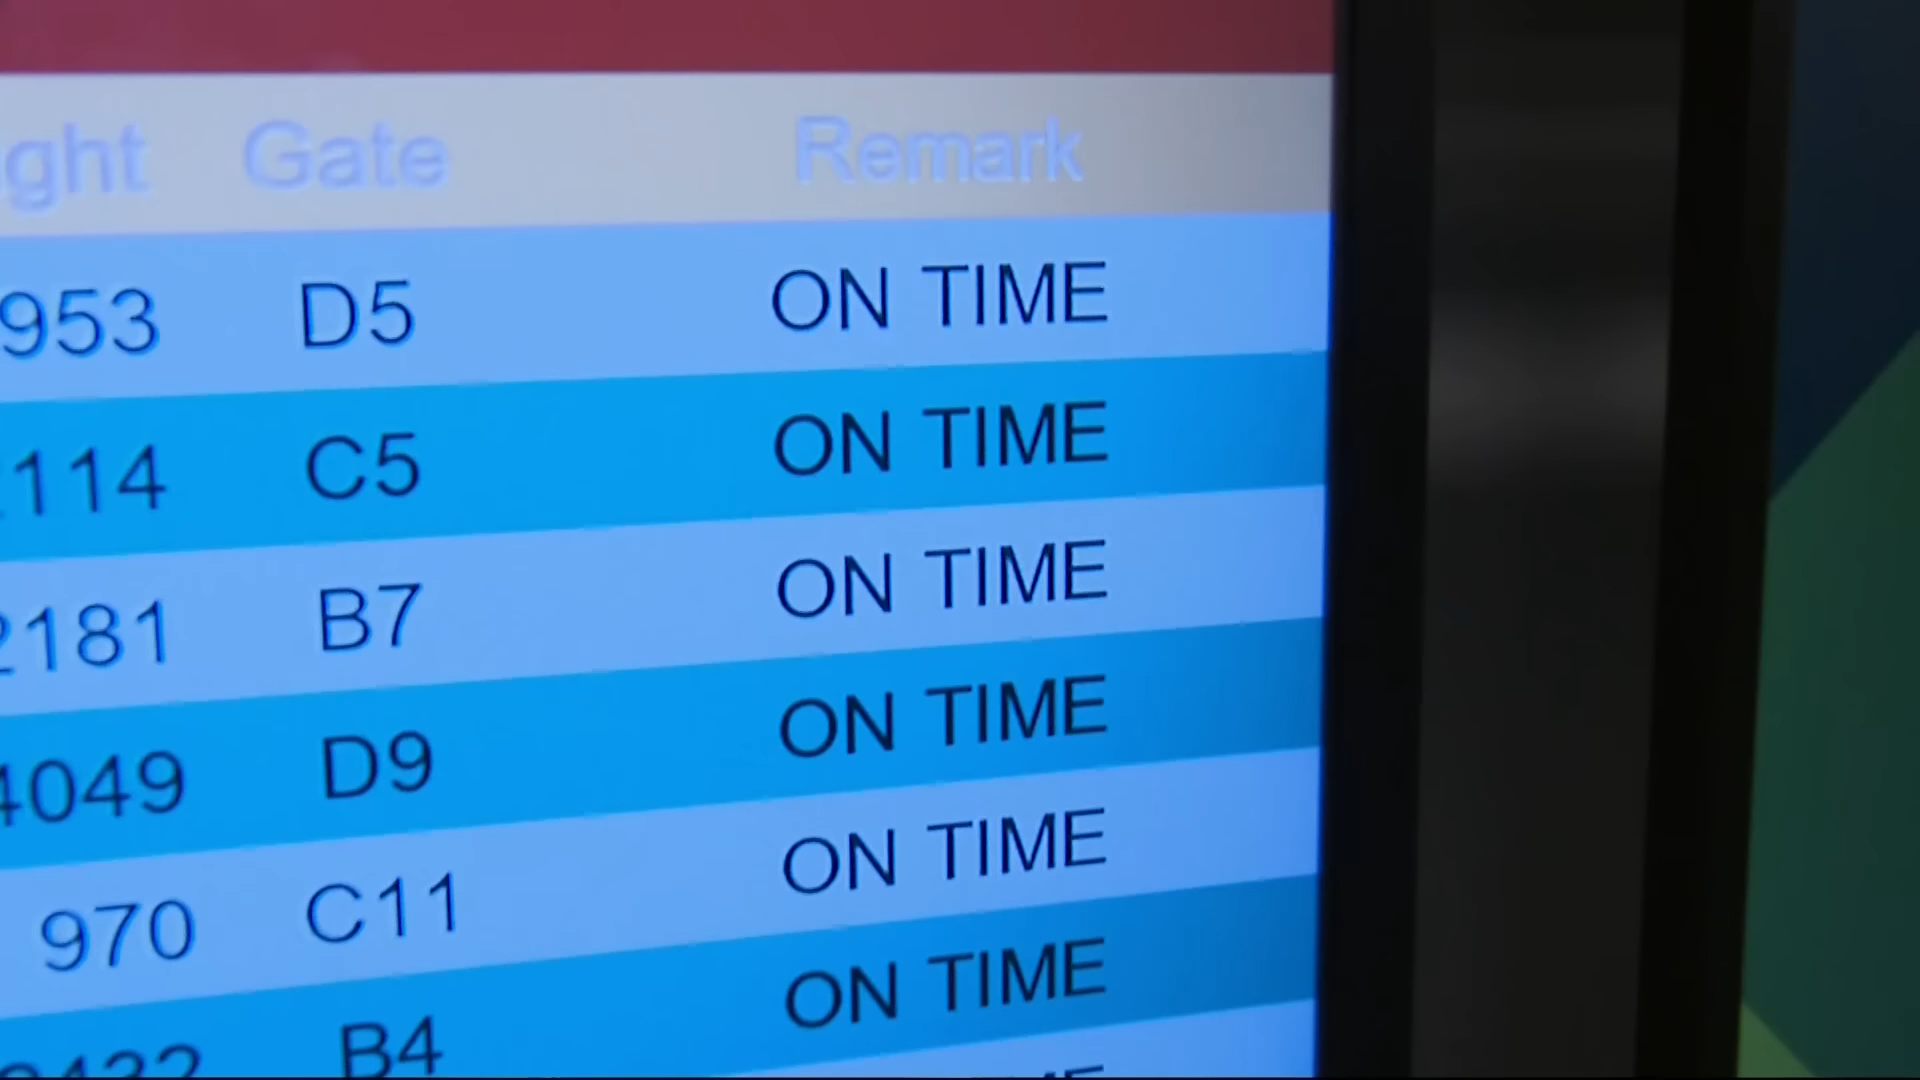 ght Gate Remark
953 D5 ON TIME
114 C5 ON TIME
2181 B7 ON TIME
4049 D9 ON TIME
970 C11 ON TIME
B4 ON TIME